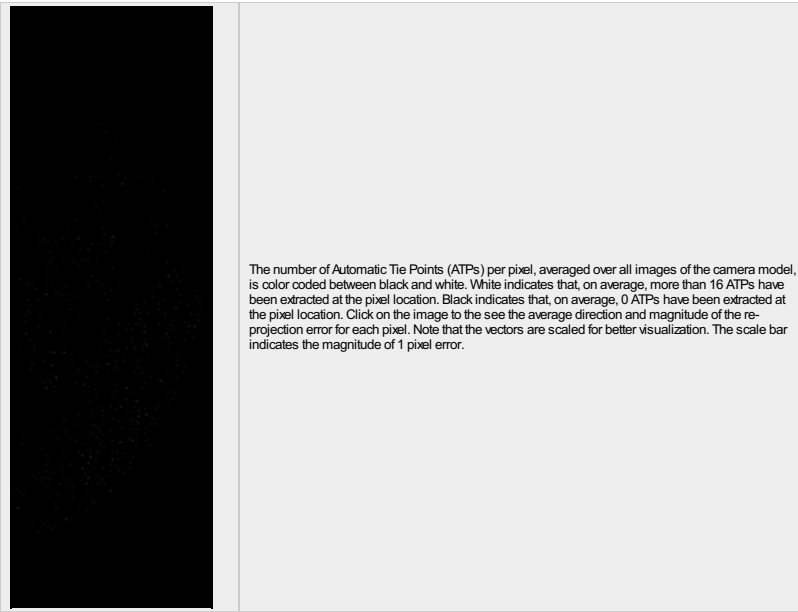 The number of Automatic Tie Points (ATPs) per pixel, averaged over all images of the camera model,
is color coded between black and white. White indicates that, on average, more than 16 ATPs have
been extracted at the pixel location. Black indicates that, on average, 0 ATPs have been extracted at
the pixel location. Click on the image to the see the average direction and magnitude of the re-
projection error for each pixel. Note that the vectors are scaled for better visualization. The scale bar
indicates the magnitude of 1 pixel error.